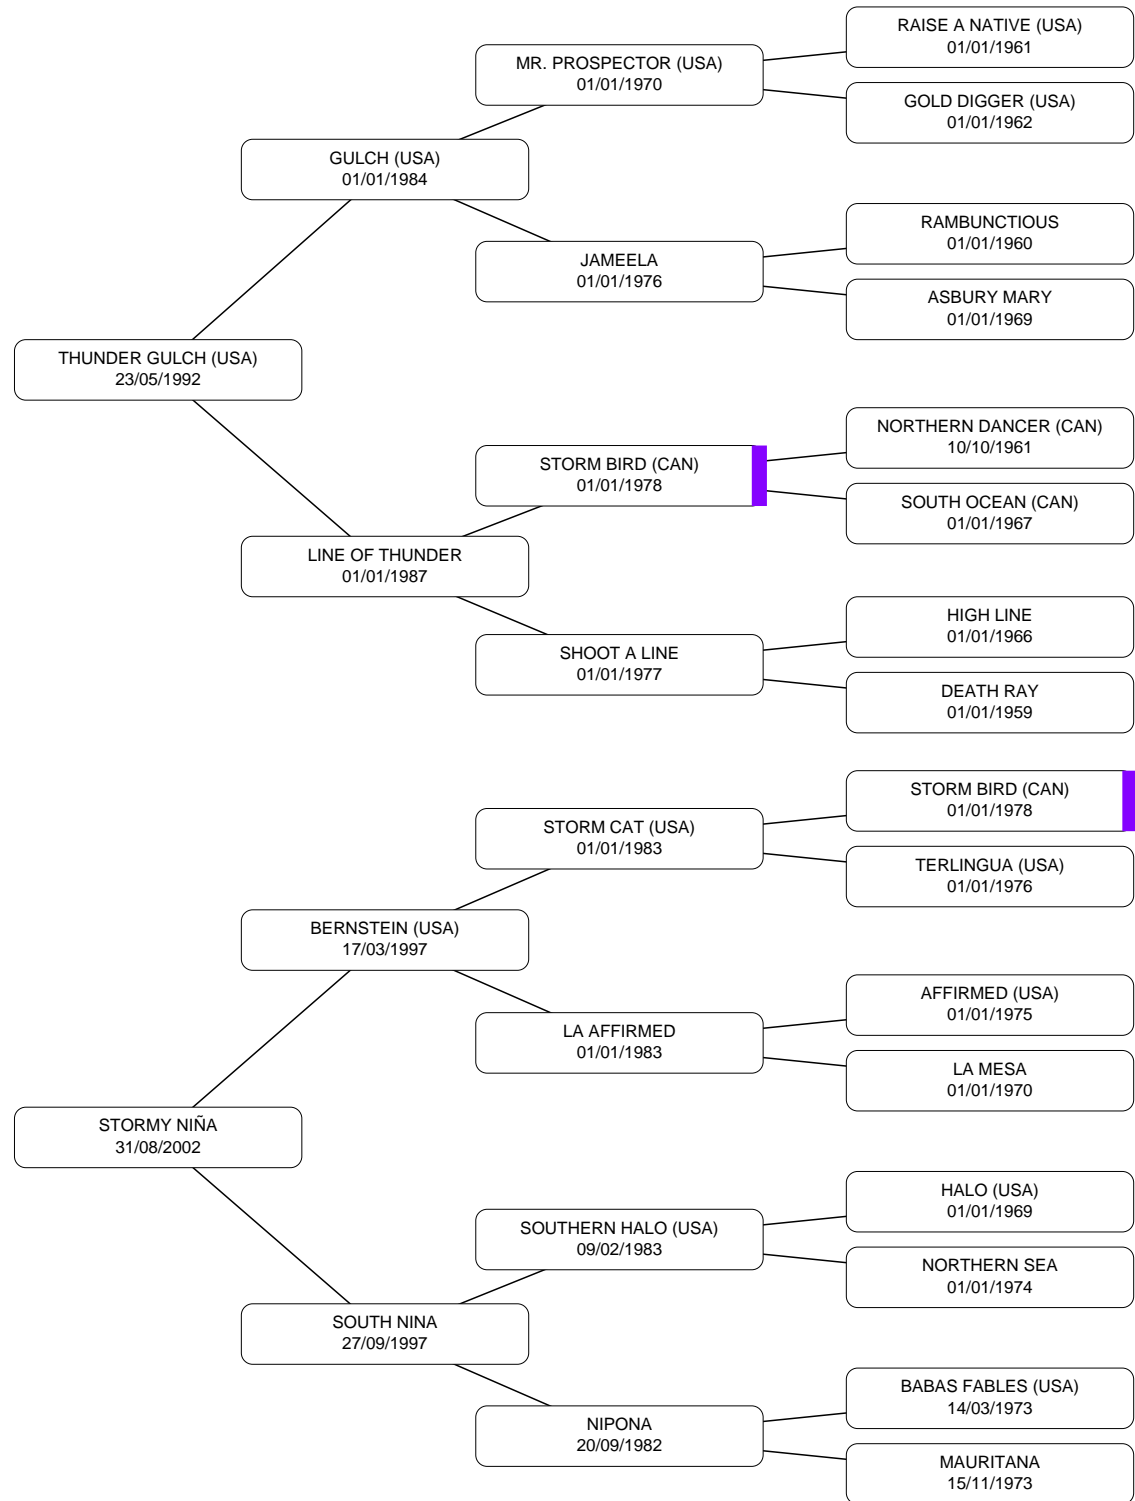 RAISE A NATIVE (USA)
01/01/1961
MR. PROSPECTOR (USA)
01/01/1970
GOLD DIGGER (USA)
01/01/1962
GULCH (USA)
01/01/1984
RAMBUNCTIOUS
01/01/1960
JAMEELA
01/01/1976
ASBURY MARY
01/01/1969
THUNDER GULCH (USA)
23/05/1992
NORTHERN DANCER (CAN)
10/10/1961
STORM BIRD (CAN)
01/01/1978
SOUTH OCEAN (CAN)
01/01/1967
LINE OF THUNDER
01/01/1987
HIGH LINE
01/01/1966
SHOOT A LINE
01/01/1977
DEATH RAY
01/01/1959
STORM BIRD (CAN)
01/01/1978
STORM CAT (USA)
01/01/1983
TERLINGUA (USA)
01/01/1976
BERNSTEIN (USA)
17/03/1997
AFFIRMED (USA)
01/01/1975
LA AFFIRMED
01/01/1983
LA MESA
01/01/1970
STORMY NIÑA
31/08/2002
HALO (USA)
01/01/1969
SOUTHERN HALO (USA)
09/02/1983
NORTHERN SEA
01/01/1974
SOUTH NINA
27/09/1997
BABAS FABLES (USA)
14/03/1973
NIPONA
20/09/1982
MAURITANA
15/11/1973